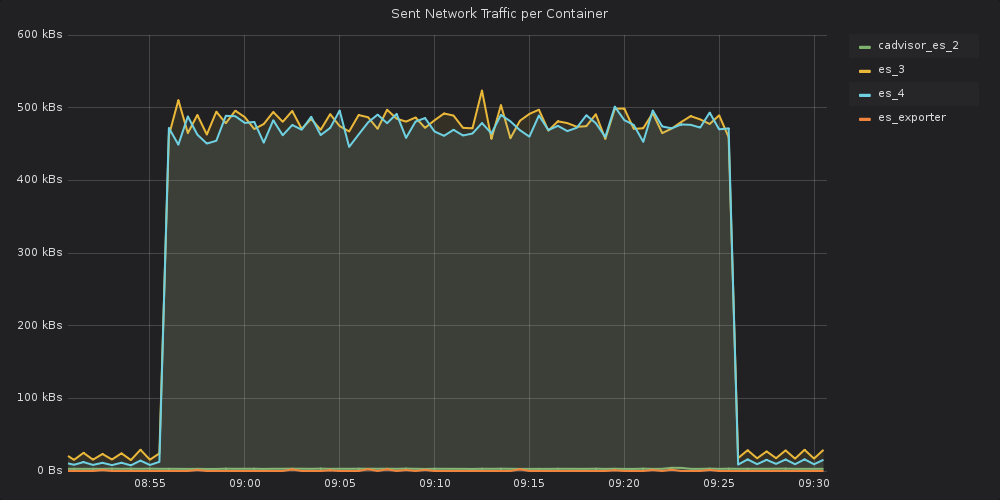 Sent Network Traffic per Container
600 kBs
500 kBs
400 kBs
300 kBs
200 kBs
100 kBs
0 Bs
08:55 09:00 09:05 09:10 09:15 09:20 09:25 09:30
cadvisor_es_2
es_3
es_4
es_exporter